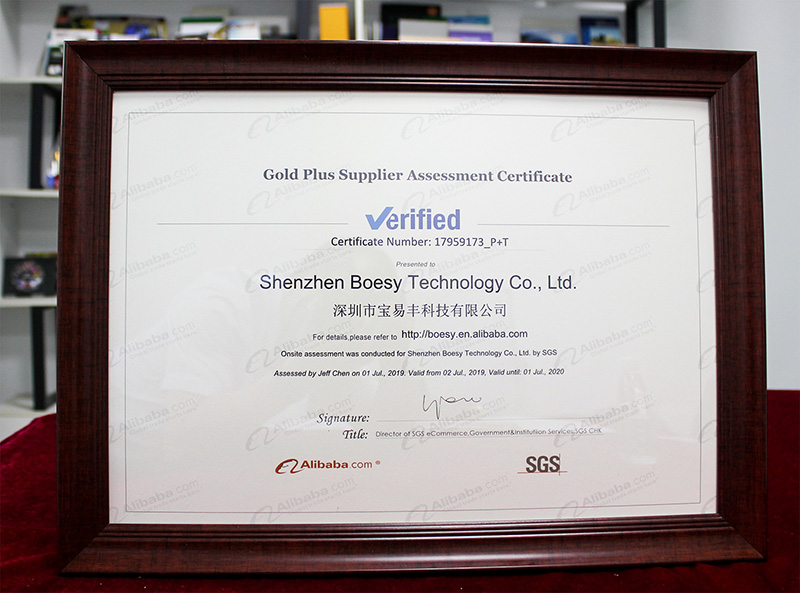 Gold Plus Supplier Assessment Certificate
Verified
Certificate Number: 17959173_P+T
Presented to
Shenzhen Boesy Technology Co., Ltd.
深圳市宝易丰科技有限公司
For details,please refer to http://boesy.en.alibaba.com
Onsite assessment was conducted for Shenzhen Boesy Technology Co., Ltd. by SGS
Assessed by Jeff Chen on 01 Jul., 2019. Valid from 02 Jul., 2019, Valid until: 01 Jul., 2020
Signature:
Title: Director of SGS eCommerce,Government&Institutiion Services,SGS CHK
Alibaba.com®
SGS